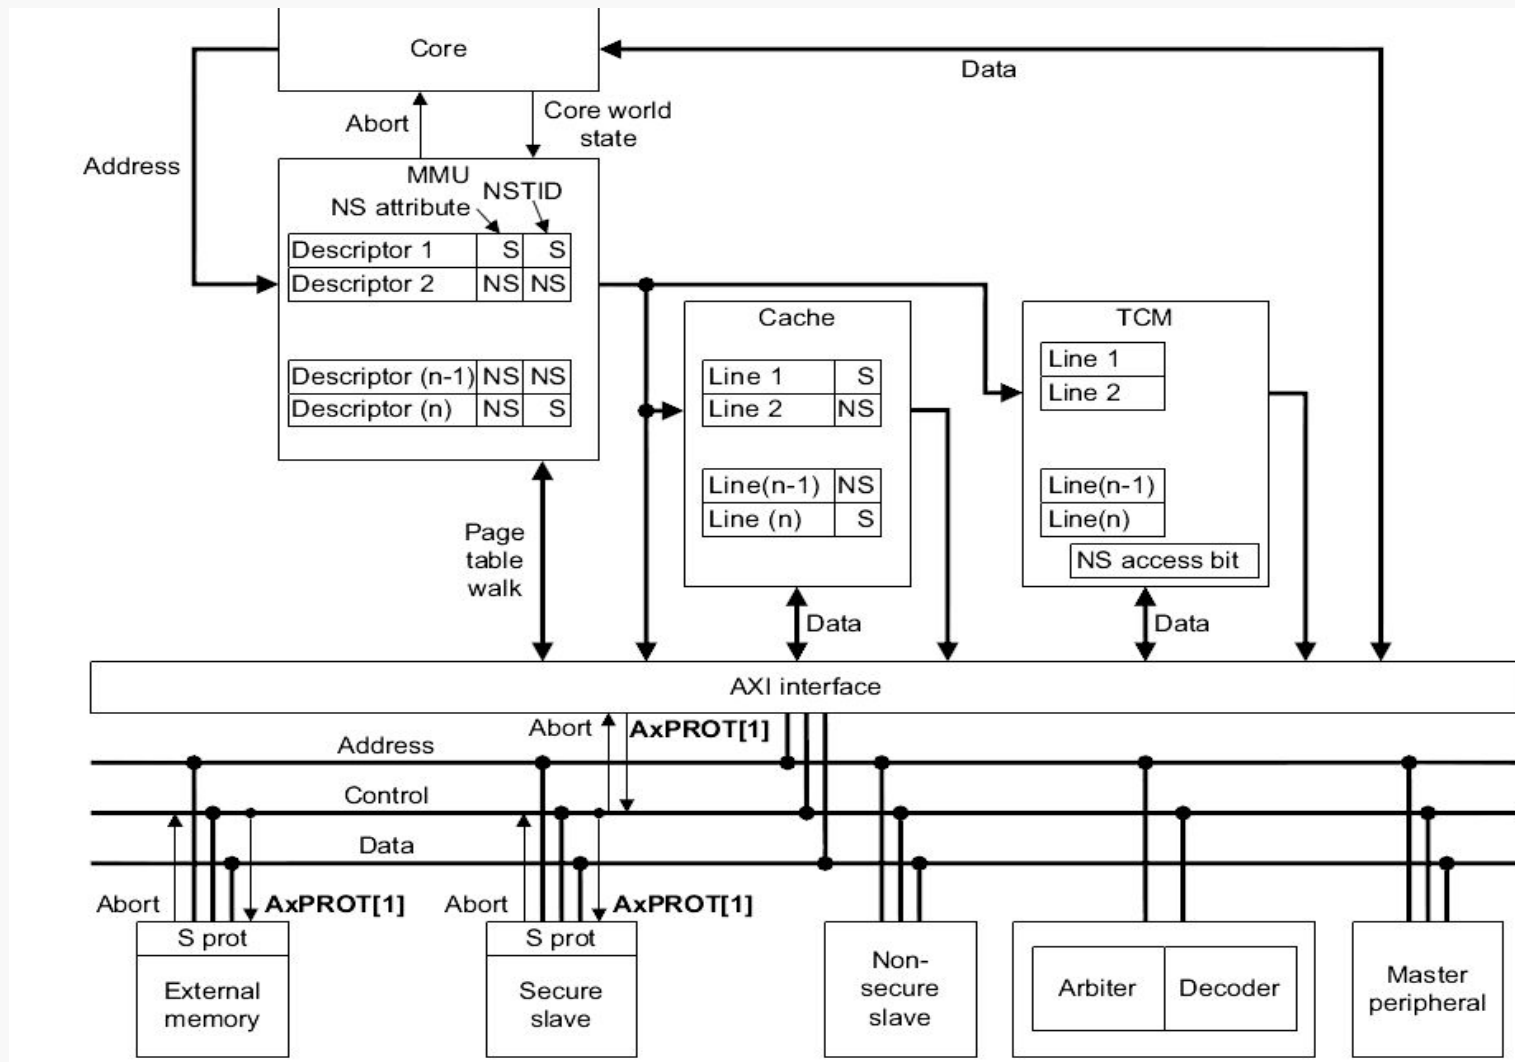 Core
Data
Abort
Core world
state
Address
MMU
NSTID
NS attribute
Descriptor 1 S S
Descriptor 2 NS NS
Descriptor (n-1) NS NS
Descriptor (n) NS S
Cache
Line 1 S
Line 2 NS
Line(n-1) NS
Line (n) S
TCM
Line 1
Line 2
Line(n-1)
Line(n)
NS access bit
Page
table
walk
Data
Data
AXI interface
Abort AxPROT[1]
Address
Control
Data
Abort AxPROT[1]
Abort AxPROT[1]
S prot
External
memory
S prot
Secure
slave
Non-
secure
slave
Arbiter Decoder
Master
peripheral